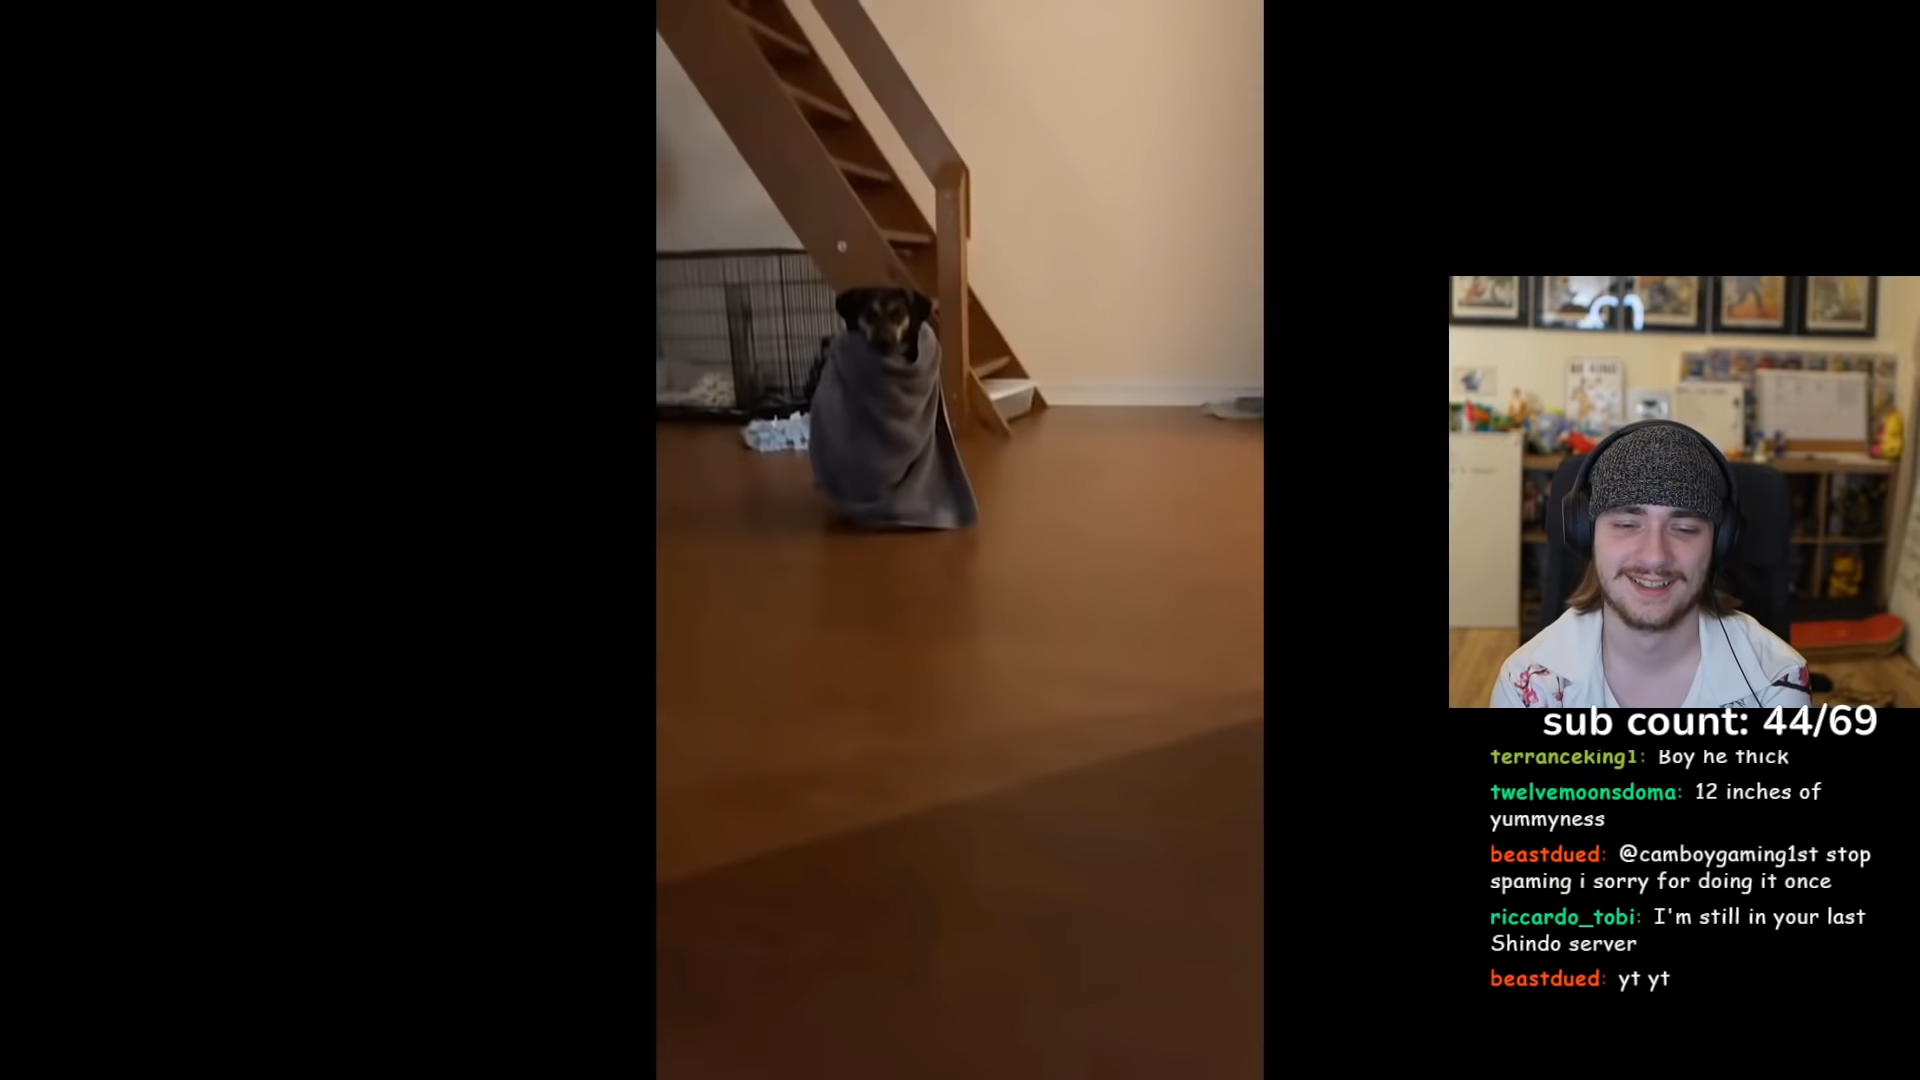 sub count: 44/69
terranceking1: Boy he thick
twelvemoonsdoma: 12 inches of
yummyness
beastdued: @camboygaming1st stop
spaming i sorry for doing it once
riccardo_tobi: I'm still in your last
Shindo server
beastdued: yt yt